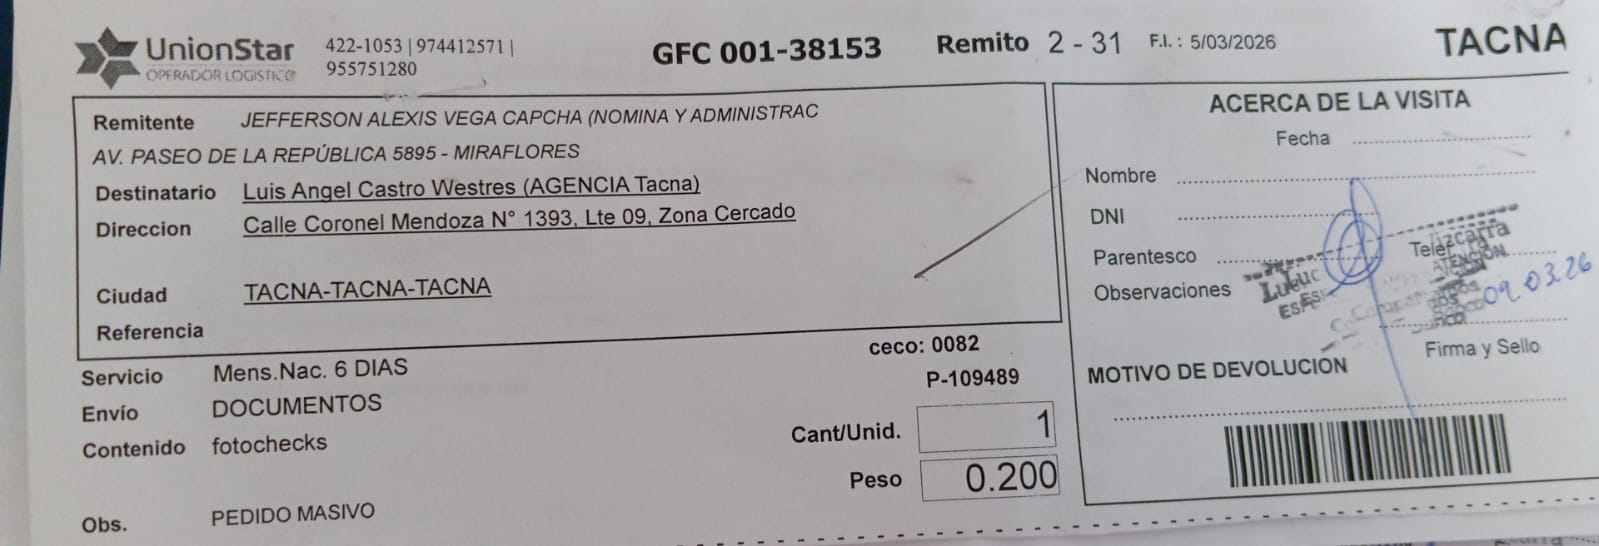 UnionStar
OPERADOR LOGISTICO
422-1053 | 974412571 |
955751280
GFC 001-38153
Remito 2 - 31
F.I. : 5/03/2026
TACNA
Remitente JEFFERSON ALEXIS VEGA CAPCHA (NOMINA Y ADMINISTRAC
AV. PASEO DE LA REPÚBLICA 5895 - MIRAFLORES
Destinatario Luis Angel Castro Westres (AGENCIA Tacna)
Direccion Calle Coronel Mendoza N° 1393, Lte 09, Zona Cercado
Ciudad TACNA-TACNA-TACNA
Referencia
Servicio Mens.Nac. 6 DIAS
Envío DOCUMENTOS
Contenido fotochecks
Obs. PEDIDO MASIVO
ceco: 0082
P-109489
Cant/Unid. 1
Peso 0.200
ACERCA DE LA VISITA
Fecha
Nombre
DNI
Parentesco
Observaciones
ATENCIÓN
09.03.26
Firma y Sello
MOTIVO DE DEVOLUCION